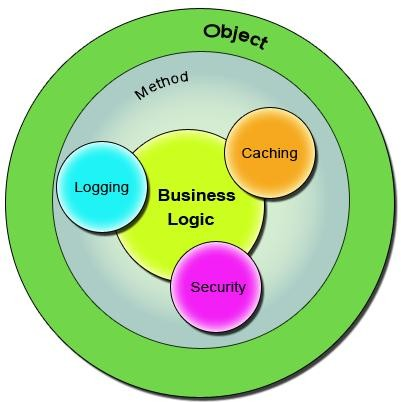 Object
Method
Caching
Logging
Business
Logic
Security